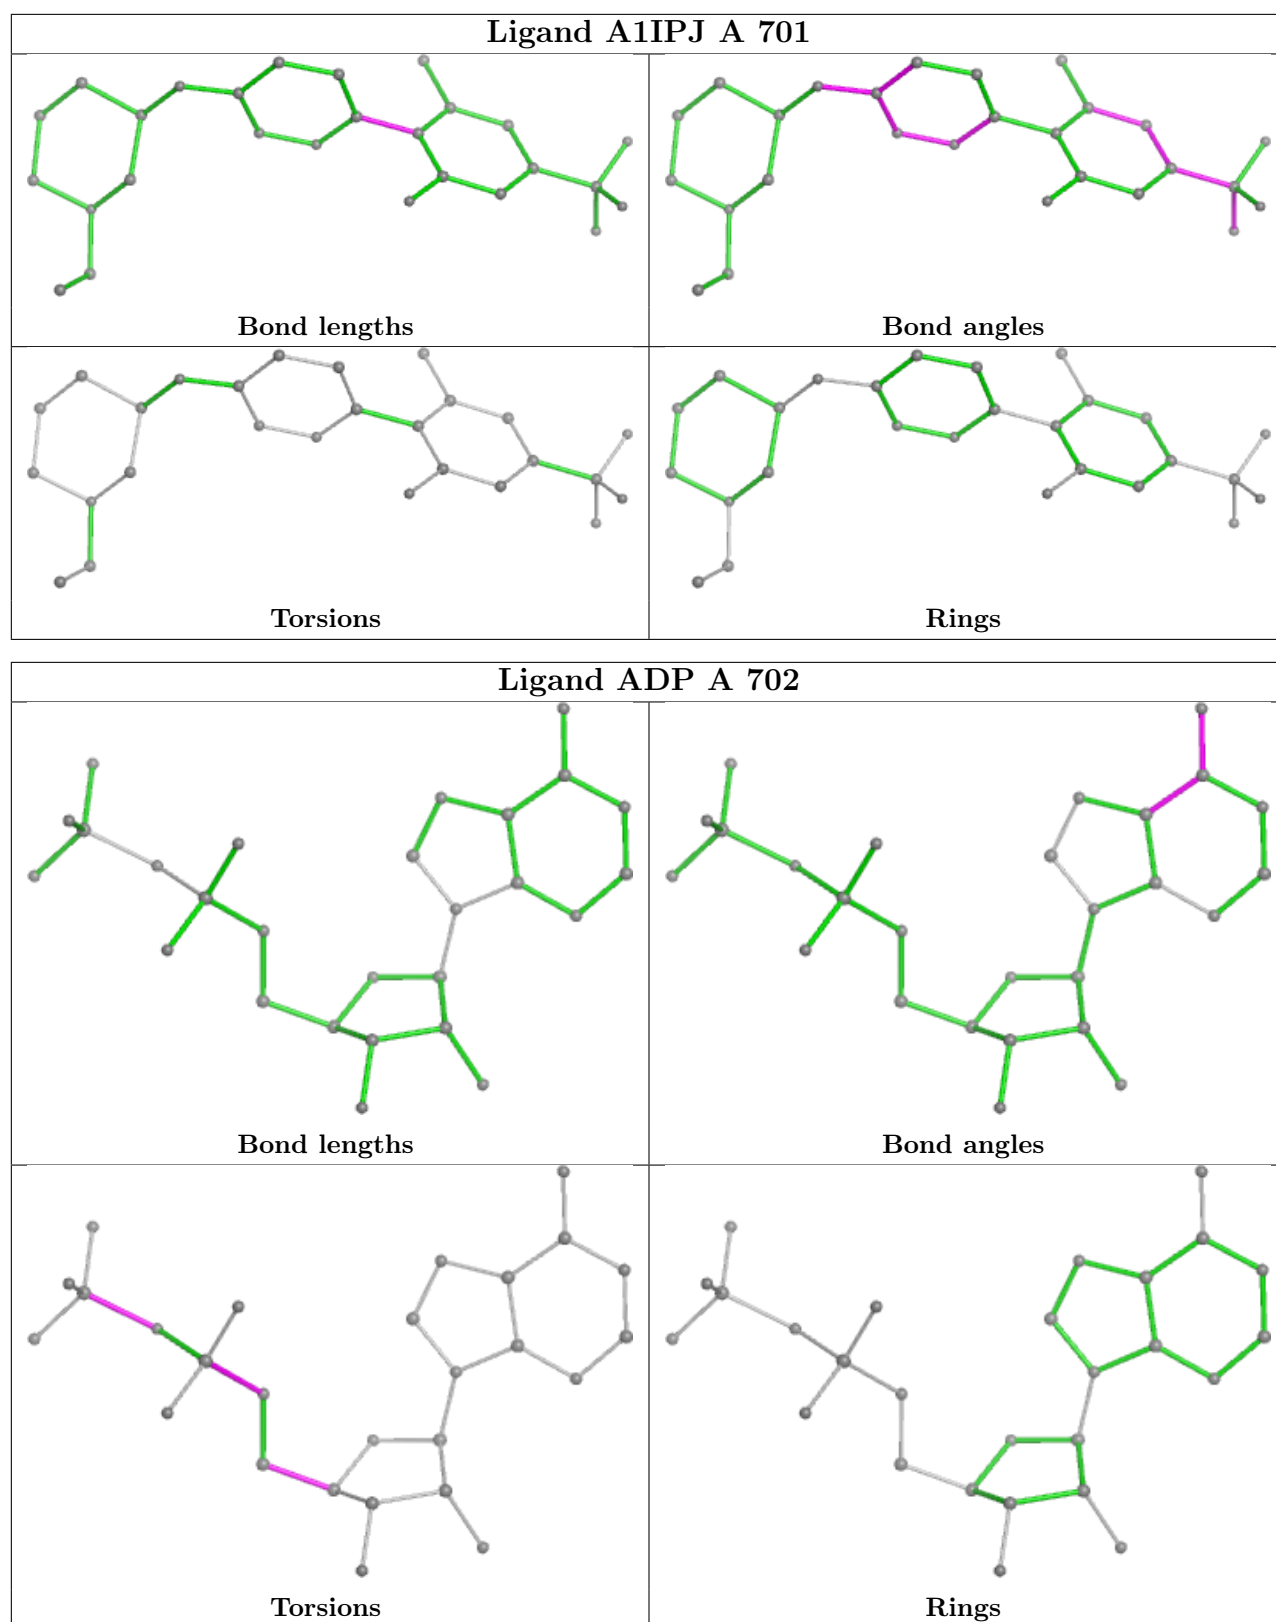 Ligand A1IPJ A 701
Bond lengths
Bond angles
Torsions
Rings
Ligand ADP A 702
Bond lengths
Bond angles
Torsions
Rings